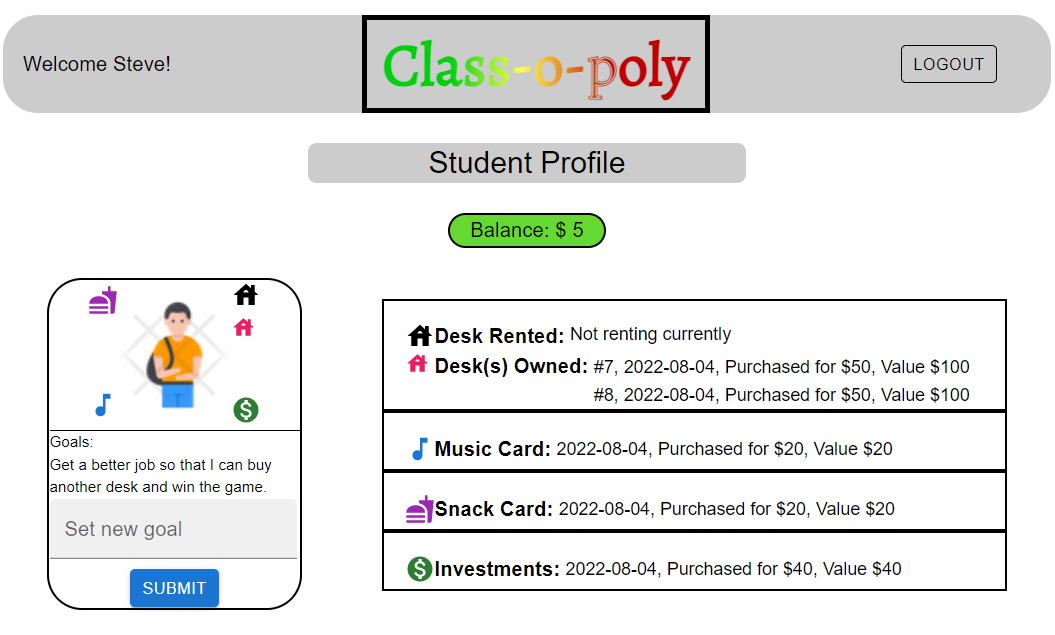 Welcome Steve!
Class-o-poly
LOGOUT
Student Profile
Balance: $ 5
Goals:
Get a better job so that I can buy
another desk and win the game.
Set new goal
SUBMIT
Desk Rented: Not renting currently
Desk(s) Owned: #7, 2022-08-04, Purchased for $50, Value $100
#8, 2022-08-04, Purchased for $50, Value $100
Music Card: 2022-08-04, Purchased for $20, Value $20
Snack Card: 2022-08-04, Purchased for $20, Value $20
Investments: 2022-08-04, Purchased for $40, Value $40